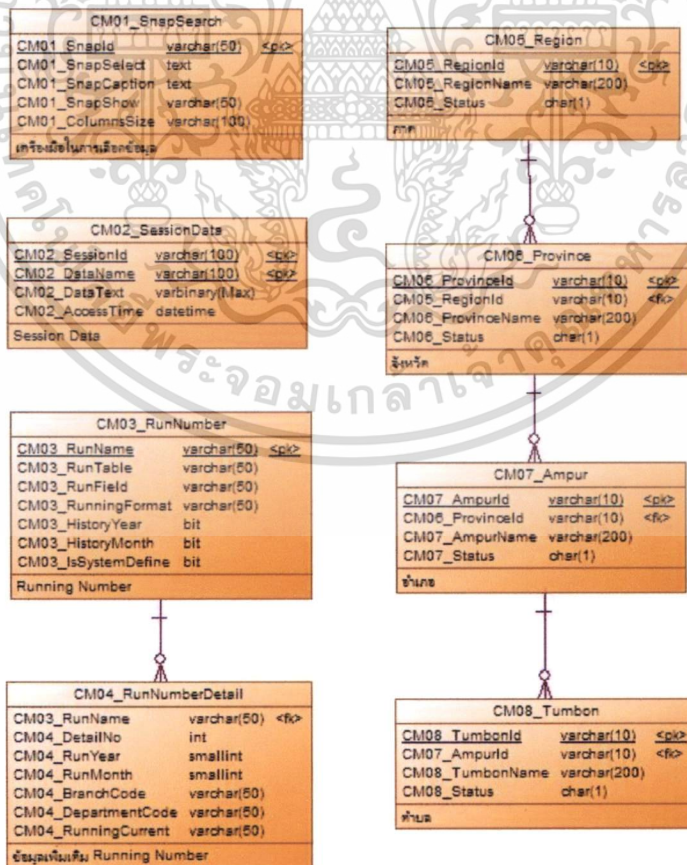 CM01_SnapSearch
CM01_SnapId varchar(50) <pk>
CM01_SnapSelect text
CM01_SnapCaption text
CM01_SnapShow varchar(50)
CM01_ColumnsSize varchar(100)
เครื่องมือในการเลือกข้อมูล
CM02_SessionData
CM02_SessionId varchar(100) <pk>
CM02_DataName varchar(100) <pk>
CM02_DataText varbinary(Max)
CM02_AccessTime datetime
Session Data
CM03_RunNumber
CM03_RunName varchar(50) <pk>
CM03_RunTable varchar(50)
CM03_RunField varchar(50)
CM03_RunningFormat varchar(50)
CM03_HistoryYear bit
CM03_HistoryMonth bit
CM03_IsSystemDefine bit
Running Number
CM04_RunNumberDetail
CM03_RunName varchar(50) <fk>
CM04_DetailNo int
CM04_RunYear smallint
CM04_RunMonth smallint
CM04_BranchCode varchar(50)
CM04_DepartmentCode varchar(50)
CM04_RunningCurrent varchar(50)
ข้อมูลเพิ่มเติม Running Number
CM05_Region
CM05_RegionId varchar(10) <pk>
CM05_RegionName varchar(200)
CM05_Status char(1)
ภาค
CM06_Province
CM06_ProvinceId varchar(10) <pk>
CM05_RegionId varchar(10) <fk>
CM06_ProvinceName varchar(200)
CM06_Status char(1)
จังหวัด
CM07_Ampur
CM07_AmpurId varchar(10) <pk>
CM06_ProvinceId varchar(10) <fk>
CM07_AmpurName varchar(200)
CM07_Status char(1)
อำเภอ
CM08_Tumbon
CM08_TumbonId varchar(10) <pk>
CM07_AmpurId varchar(10) <fk>
CM08_TumbonName varchar(200)
CM08_Status char(1)
ตำบล